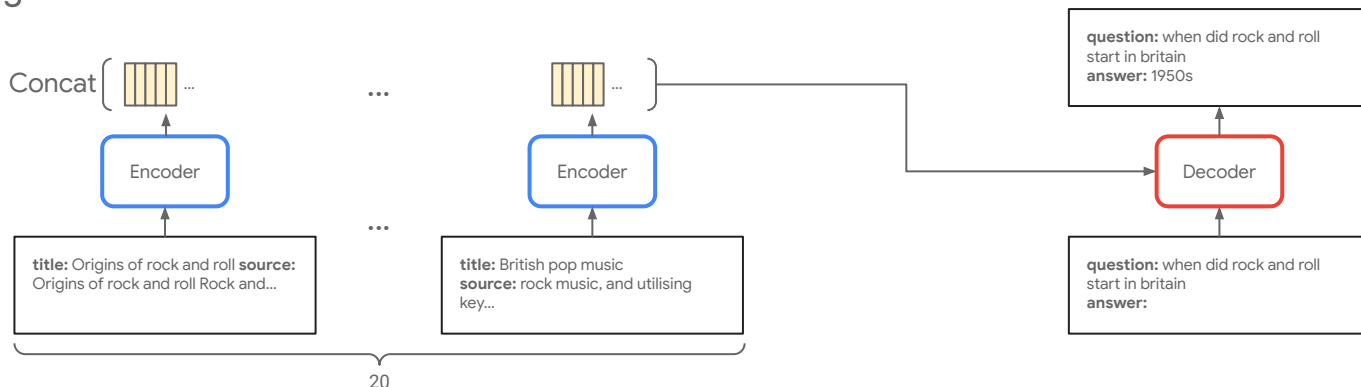 Concat
...
...
...
Encoder
Encoder
...
title: Origins of rock and roll source:
Origins of rock and roll Rock and...
title: British pop music
source: rock music, and utilising
key...
20
question: when did rock and roll
start in britain
answer: 1950s
Decoder
question: when did rock and roll
start in britain
answer: